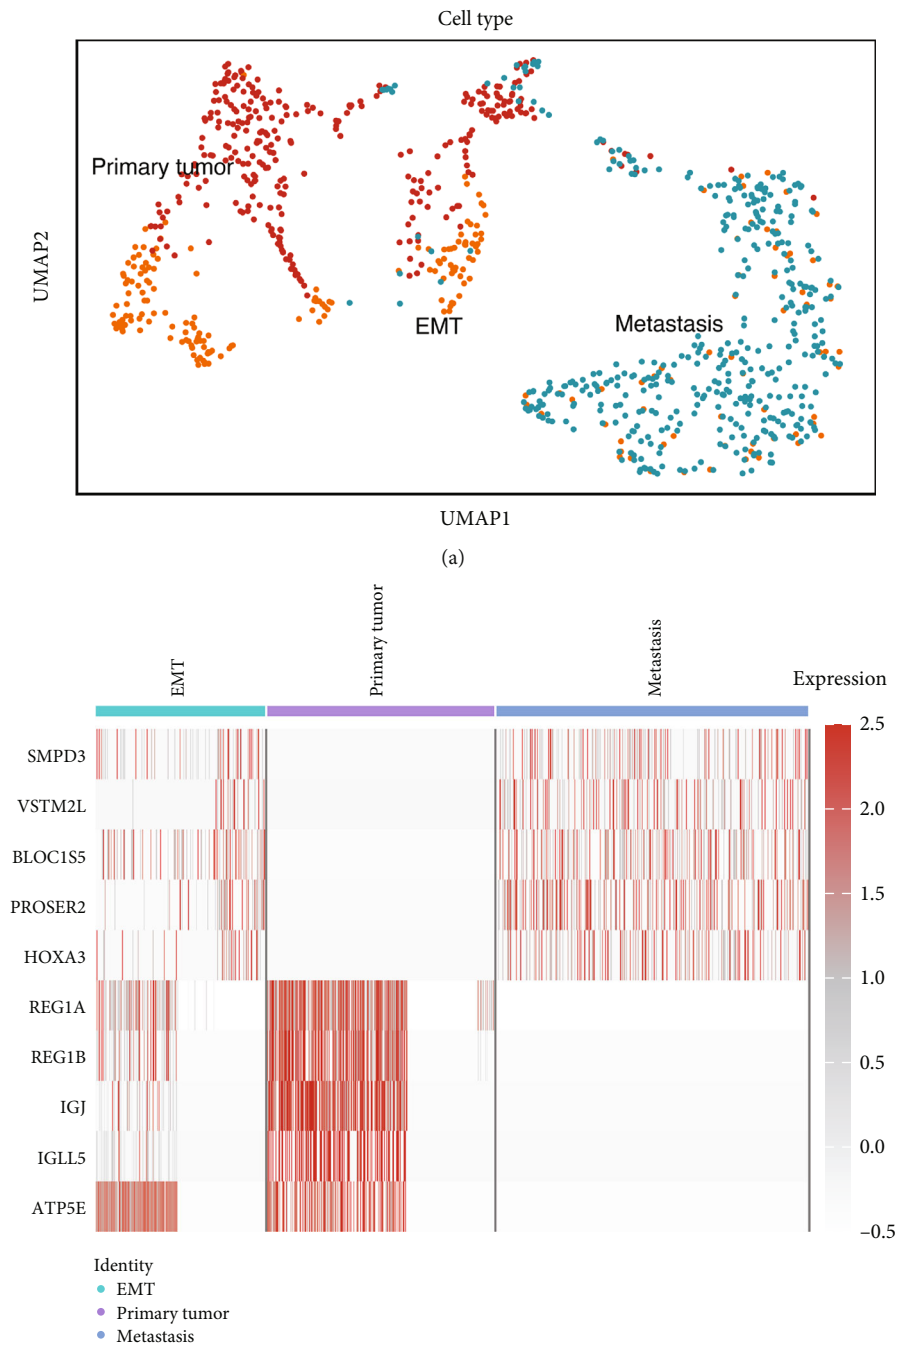 Cell type
Primary tumor
EMT
Metastasis
UMAP2
UMAP1
(a)
EMT
Primary tumor
Metastasis
Expression
SMPD3
VSTM2L
BLOC1S5
PROSER2
HOXA3
REG1A
REG1B
IGJ
IGLL5
ATP5E
2.5
2.0
1.5
1.0
0.5
0.0
−0.5
Identity
EMT
Primary tumor
Metastasis